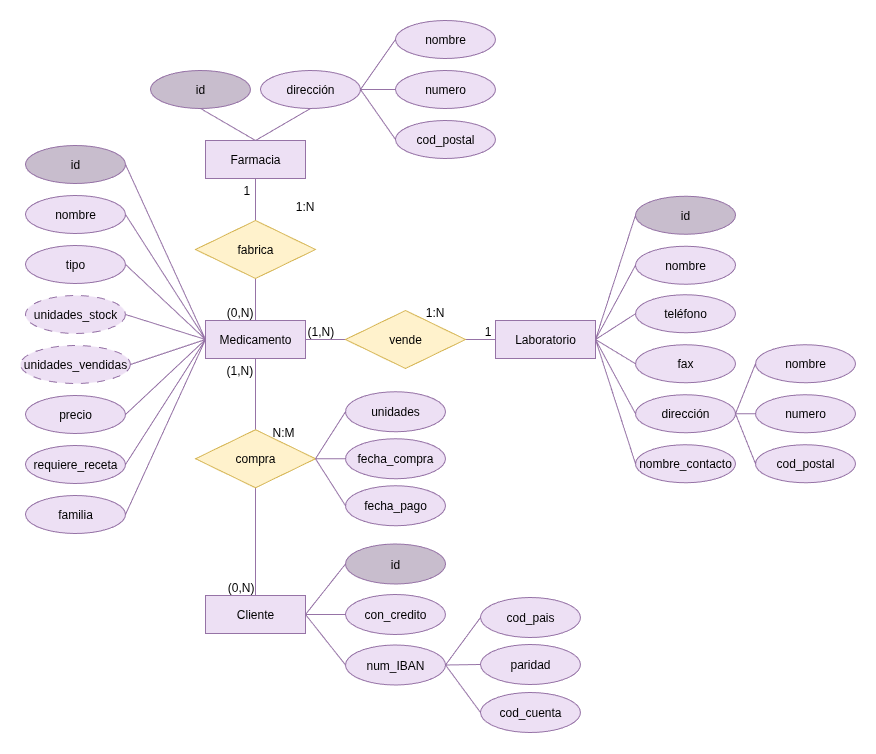 nombre
id
dirección
numero
cod_postal
Farmacia
id
1
1:N
nombre
id
fabrica
tipo
nombre
(0,N)
1:N
unidades_stock
teléfono
Medicamento
(1,N)
vende
1
Laboratorio
unidades_vendidas
fax
nombre
(1,N)
precio
unidades
dirección
numero
N:M
requiere_receta
compra
fecha_compra
nombre_contacto
cod_postal
familia
fecha_pago
id
(0,N)
Cliente
con_credito
cod_pais
num_IBAN
paridad
cod_cuenta